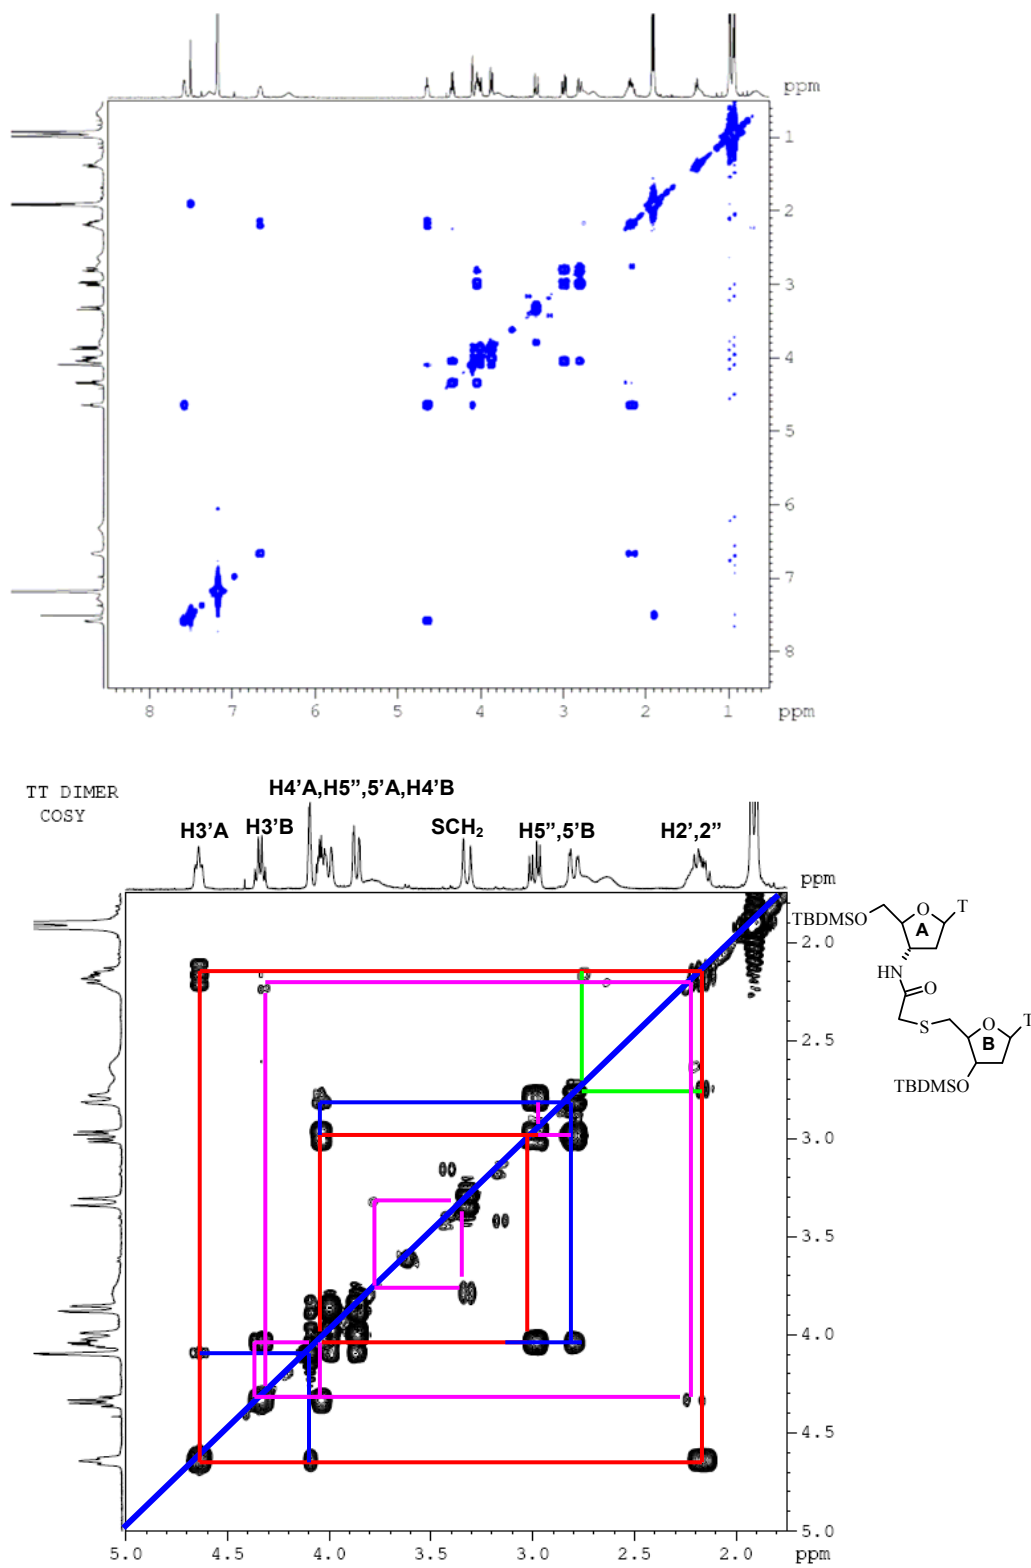 ppm
1
2
3
4
5
6
7
8
8 7 6 5 4 3 2 1 ppm
TT DIMER
COSY
H4'A,H5",5'A,H4'B
H3'A H3'B SCH2 H5",5'B H2',2"
ppm
2.0
2.5
3.0
3.5
4.0
4.5
5.0
5.0 4.5 4.0 3.5 3.0 2.5 2.0 ppm
TBDMSO O T
A
HN
O
S O T
B
TBDMSO